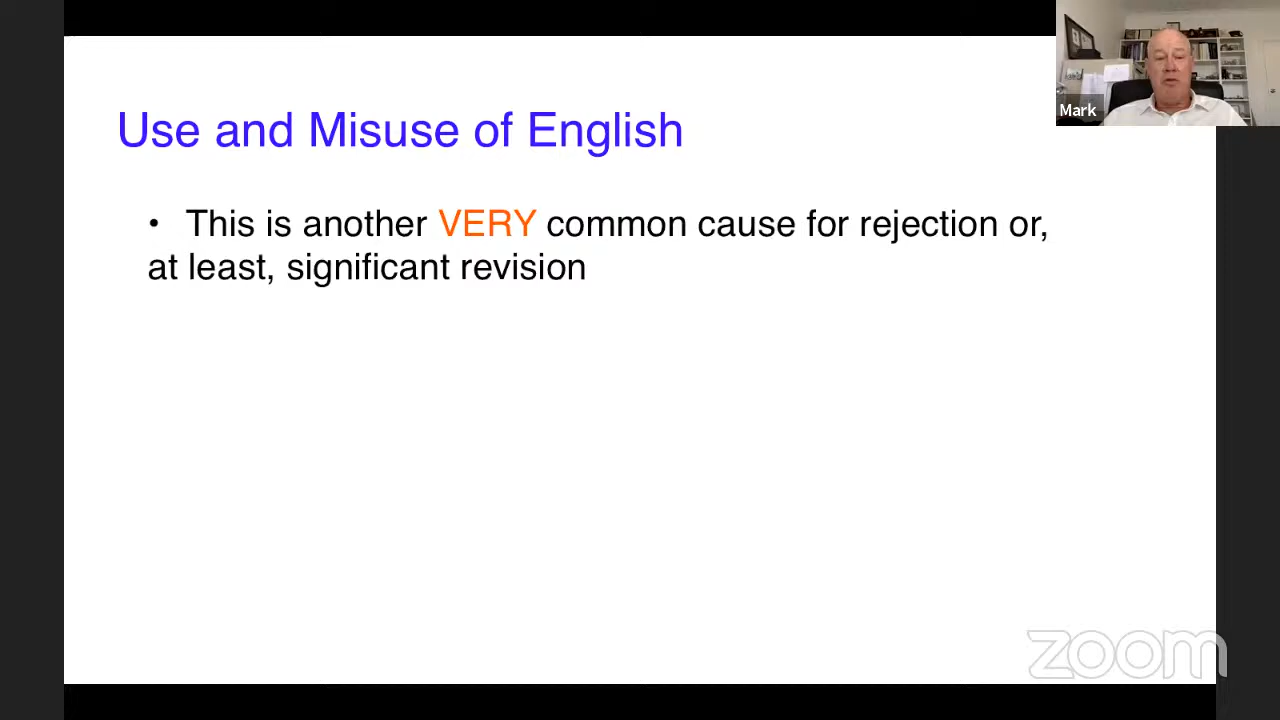 Mark
Use and Misuse of English
• This is another VERY common cause for rejection or,
at least, significant revision
zoom